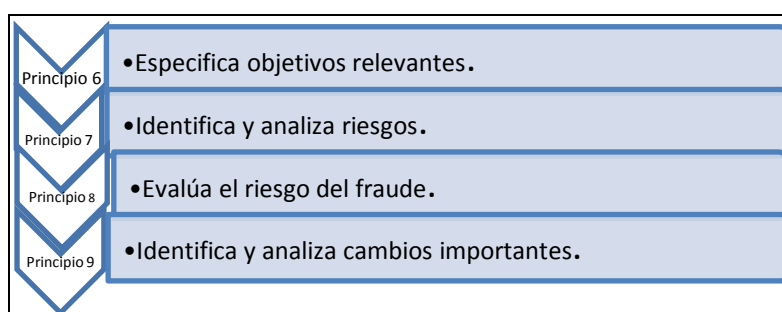 Principio 6
•Especifica objetivos relevantes.
Principio 7
•Identifica y analiza riesgos.
Principio 8
•Evalúa el riesgo del fraude.
Principio 9
•Identifica y analiza cambios importantes.